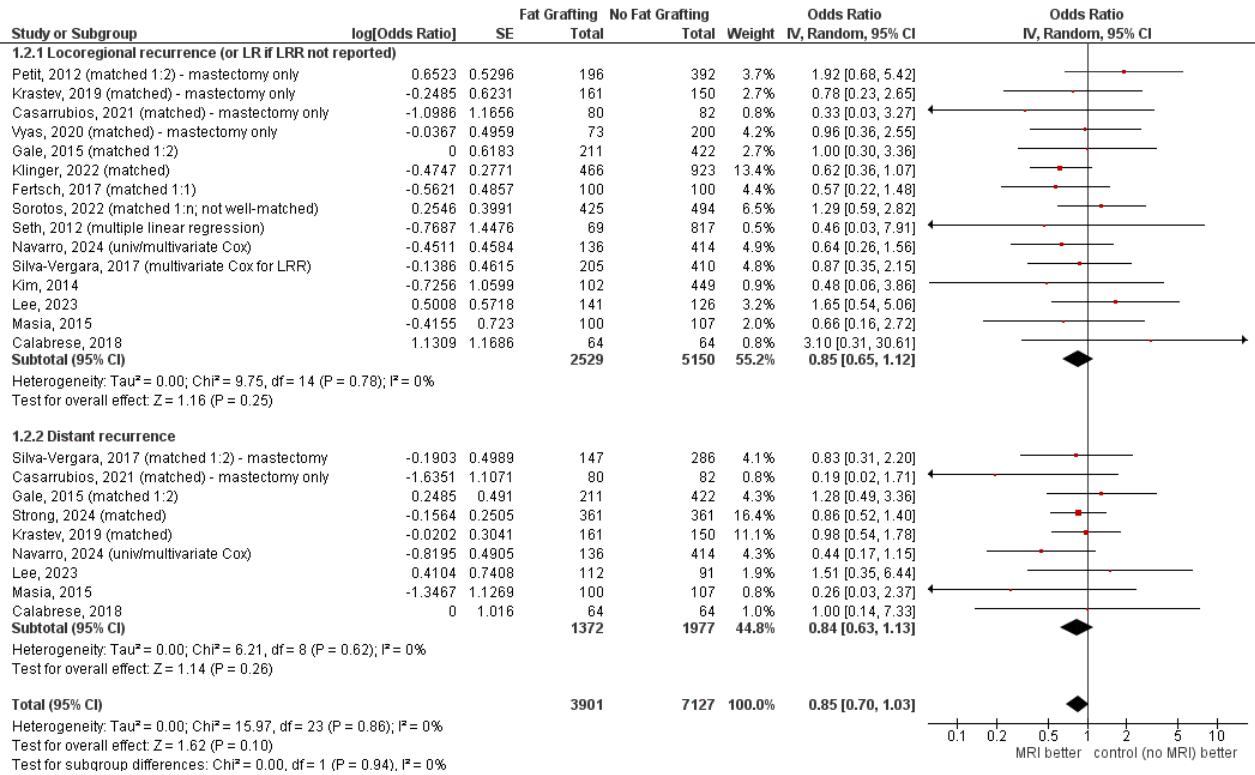 Fat Grafting No Fat Grafting Odds Ratio Odds Ratio
Study or Subgroup log[Odds Ratio] SE Total Total Weight IV, Random, 95% CI IV, Random, 95% CI
1.2.1 Locoregional recurrence (or LR if LRR not reported)
Petit, 2012 (matched 1:2) - mastectomy only 0.6523 0.5296 196 392 3.7% 1.92 [0.68, 5.42]
Krastev, 2019 (matched) - mastectomy only -0.2485 0.6231 161 150 2.7% 0.78 [0.23, 2.65]
Casarrubios, 2021 (matched) - mastectomy only -1.0986 1.1656 80 82 0.8% 0.33 [0.03, 3.27]
Vyas, 2020 (matched) - mastectomy only -0.0367 0.4959 73 200 4.2% 0.96 [0.36, 2.55]
Gale, 2015 (matched 1:2) 0 0.6183 211 422 2.7% 1.00 [0.30, 3.36]
Klinger, 2022 (matched) -0.4747 0.2771 466 923 13.4% 0.62 [0.36, 1.07]
Fertsch, 2017 (matched 1:1) -0.5621 0.4857 100 100 4.4% 0.57 [0.22, 1.48]
Sorotos, 2022 (matched 1:n; not well-matched) 0.2546 0.3991 425 494 6.5% 1.29 [0.59, 2.82]
Seth, 2012 (multiple linear regression) -0.7687 1.4476 69 817 0.5% 0.46 [0.03, 7.91]
Navarro, 2024 (univ/multivariate Cox) -0.4511 0.4584 136 414 4.9% 0.64 [0.26, 1.56]
Silva-Vergara, 2017 (multivariate Cox for LRR) -0.1386 0.4615 205 410 4.8% 0.87 [0.35, 2.15]
Kim, 2014 -0.7256 1.0599 102 449 0.9% 0.48 [0.06, 3.86]
Lee, 2023 0.5008 0.5718 141 126 3.2% 1.65 [0.54, 5.06]
Masia, 2015 -0.4155 0.723 100 107 2.0% 0.66 [0.16, 2.72]
Calabrese, 2018 1.1309 1.1686 64 64 0.8% 3.10 [0.31, 30.61]
Subtotal (95% CI) 2529 5150 55.2% 0.85 [0.65, 1.12]
Heterogeneity: Tau² = 0.00; Chi² = 9.75, df = 14 (P = 0.78); I² = 0%
Test for overall effect: Z = 1.16 (P = 0.25)
1.2.2 Distant recurrence
Silva-Vergara, 2017 (matched 1:2) - mastectomy -0.1903 0.4989 147 286 4.1% 0.83 [0.31, 2.20]
Casarrubios, 2021 (matched) - mastectomy only -1.6351 1.1071 80 82 0.8% 0.19 [0.02, 1.71]
Gale, 2015 (matched 1:2) 0.2485 0.491 211 422 4.3% 1.28 [0.49, 3.36]
Strong, 2024 (matched) -0.1564 0.2505 361 361 16.4% 0.86 [0.52, 1.40]
Krastev, 2019 (matched) -0.0202 0.3041 161 150 11.1% 0.98 [0.54, 1.78]
Navarro, 2024 (univ/multivariate Cox) -0.8195 0.4905 136 414 4.3% 0.44 [0.17, 1.15]
Lee, 2023 0.4104 0.7408 112 91 1.9% 1.51 [0.35, 6.44]
Masia, 2015 -1.3467 1.1269 100 107 0.8% 0.26 [0.03, 2.37]
Calabrese, 2018 0 1.016 64 64 1.0% 1.00 [0.14, 7.33]
Subtotal (95% CI) 1372 1977 44.8% 0.84 [0.63, 1.13]
Heterogeneity: Tau² = 0.00; Chi² = 6.21, df = 8 (P = 0.62); I² = 0%
Test for overall effect: Z = 1.14 (P = 0.26)
Total (95% CI) 3901 7127 100.0% 0.85 [0.70, 1.03]
Heterogeneity: Tau² = 0.00; Chi² = 15.97, df = 23 (P = 0.86); I² = 0%
Test for overall effect: Z = 1.62 (P = 0.10)
Test for subgroup differences: Chi² = 0.00, df = 1 (P = 0.94), I² = 0%
0.1 0.2 0.5 1 2 5 10
MRI better control (no MRI) better